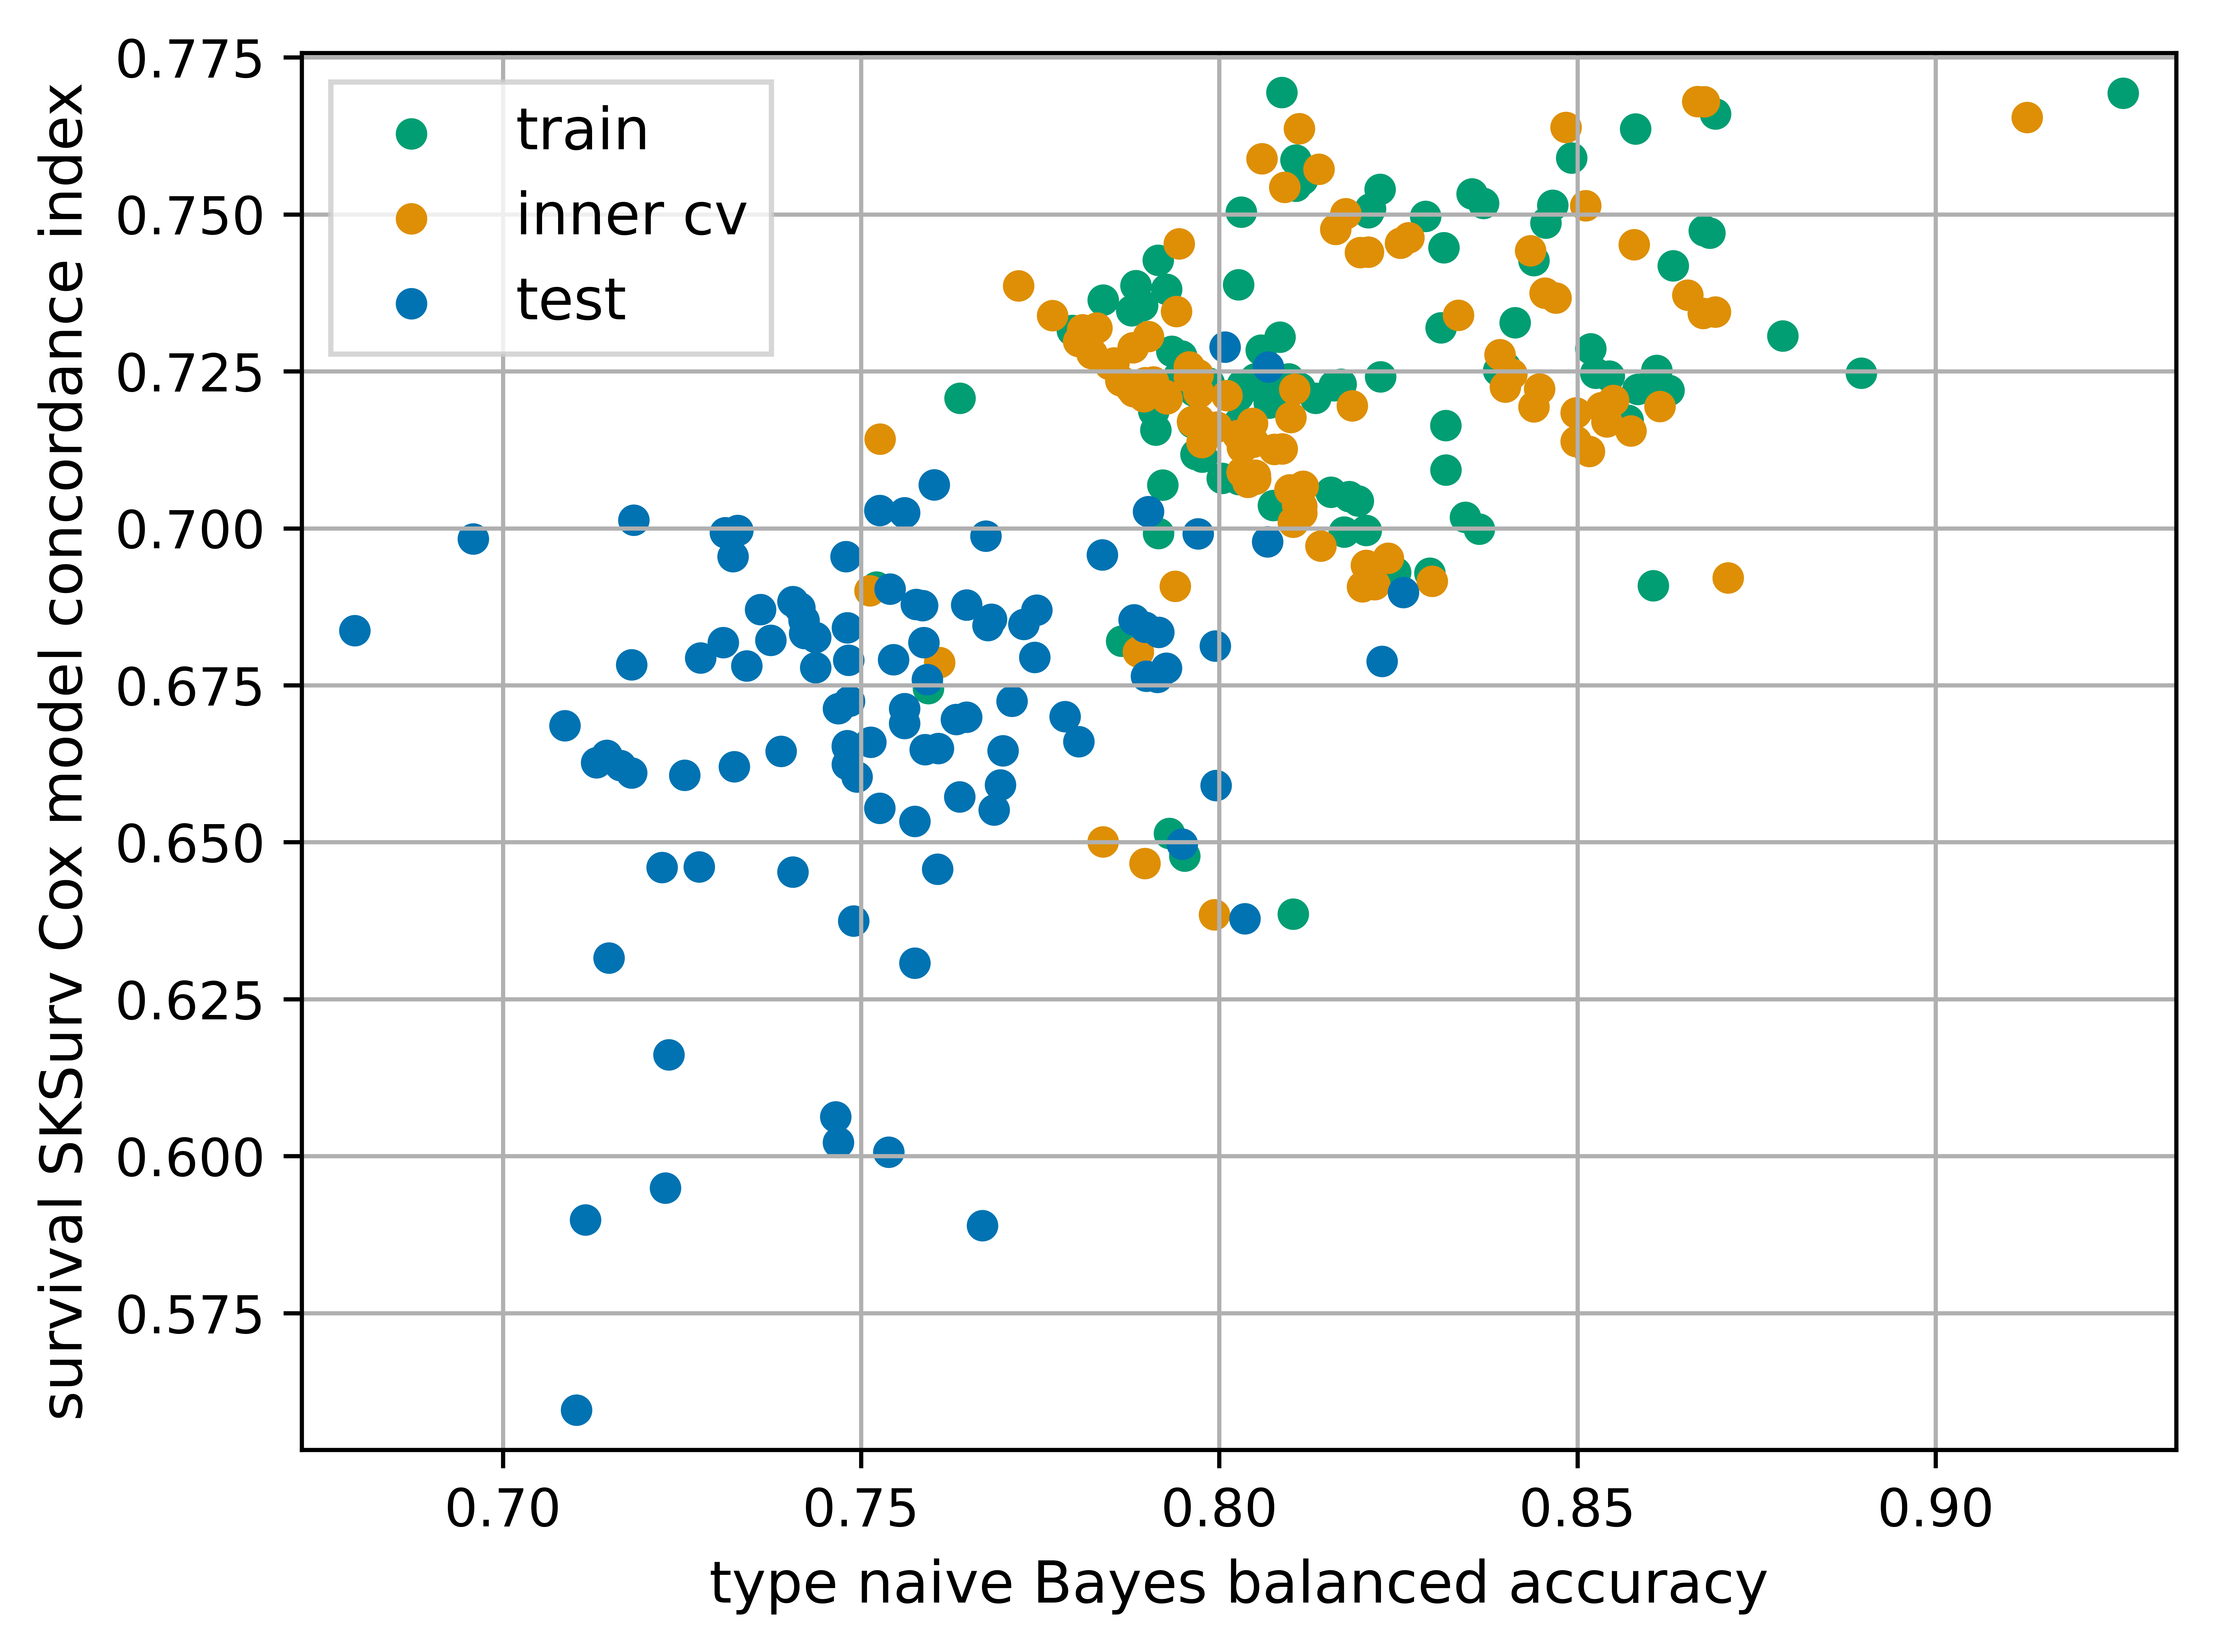 survival SKSurv Cox model concordance index
0.775
0.750
0.725
0.700
0.675
0.650
0.625
0.600
0.575
train
inner cv
test
0.70 0.75 0.80 0.85 0.90
type naive Bayes balanced accuracy